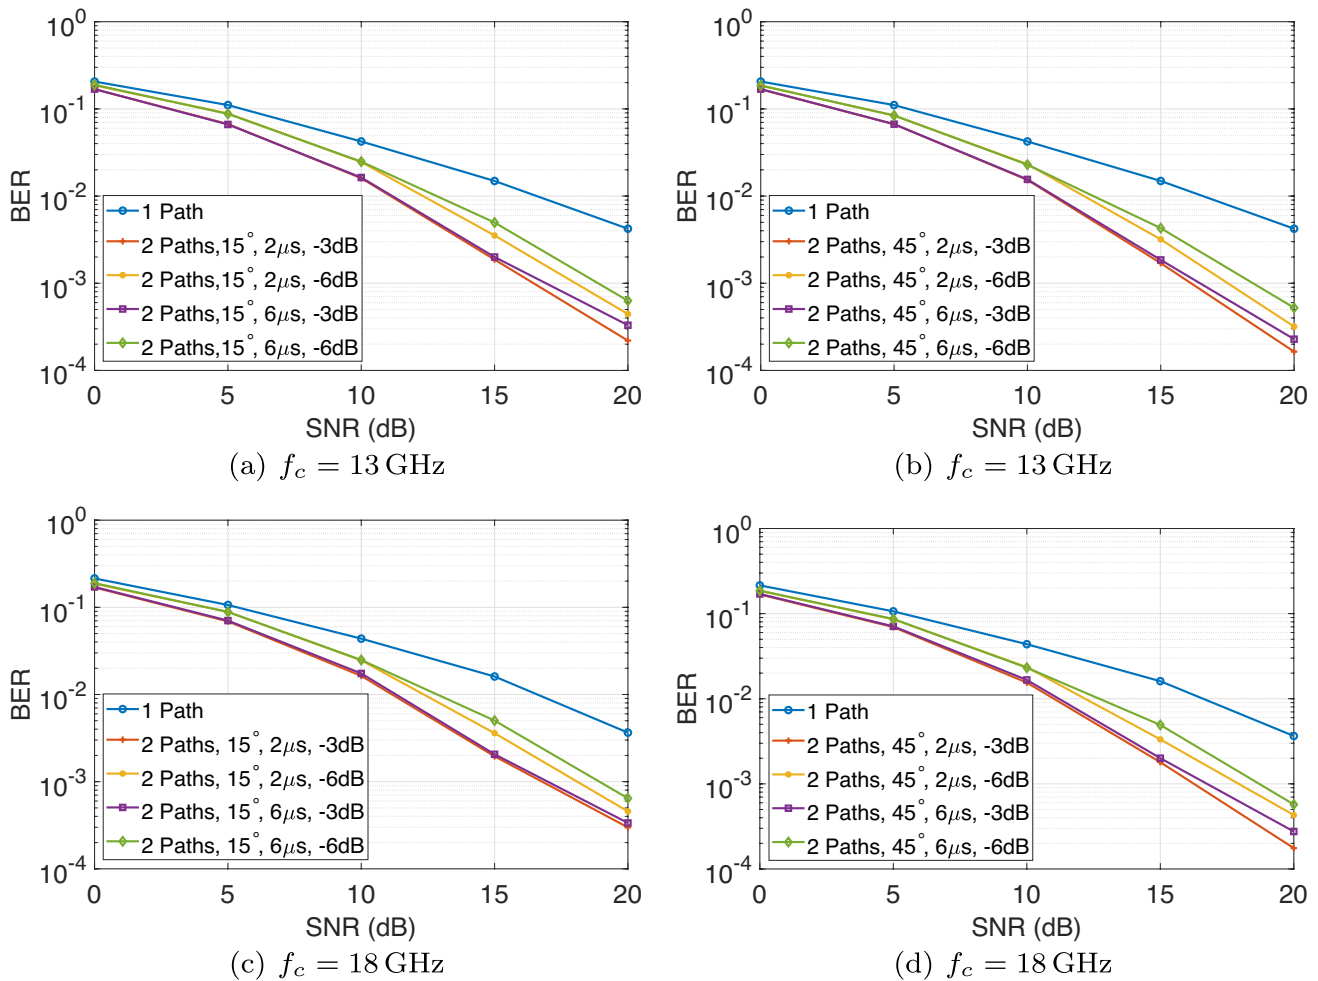 10^0
10^-1
10^-2
10^-3
10^-4
BER
1 Path
2 Paths,15°, 2μs, -3dB
2 Paths,15°, 2μs, -6dB
2 Paths,15°, 6μs, -3dB
2 Paths,15°, 6μs, -6dB
0 5 10 15 20
SNR (dB)
(a) f_c = 13 GHz
10^0
10^-1
10^-2
10^-3
10^-4
BER
1 Path
2 Paths, 45°, 2μs, -3dB
2 Paths, 45°, 2μs, -6dB
2 Paths, 45°, 6μs, -3dB
2 Paths, 45°, 6μs, -6dB
0 5 10 15 20
SNR (dB)
(b) f_c = 13 GHz
10^0
10^-1
10^-2
10^-3
10^-4
BER
1 Path
2 Paths, 15°, 2μs, -3dB
2 Paths, 15°, 2μs, -6dB
2 Paths, 15°, 6μs, -3dB
2 Paths, 15°, 6μs, -6dB
0 5 10 15 20
SNR (dB)
(c) f_c = 18 GHz
10^0
10^-1
10^-2
10^-3
10^-4
BER
1 Path
2 Paths, 45°, 2μs, -3dB
2 Paths, 45°, 2μs, -6dB
2 Paths, 45°, 6μs, -3dB
2 Paths, 45°, 6μs, -6dB
0 5 10 15 20
SNR (dB)
(d) f_c = 18 GHz